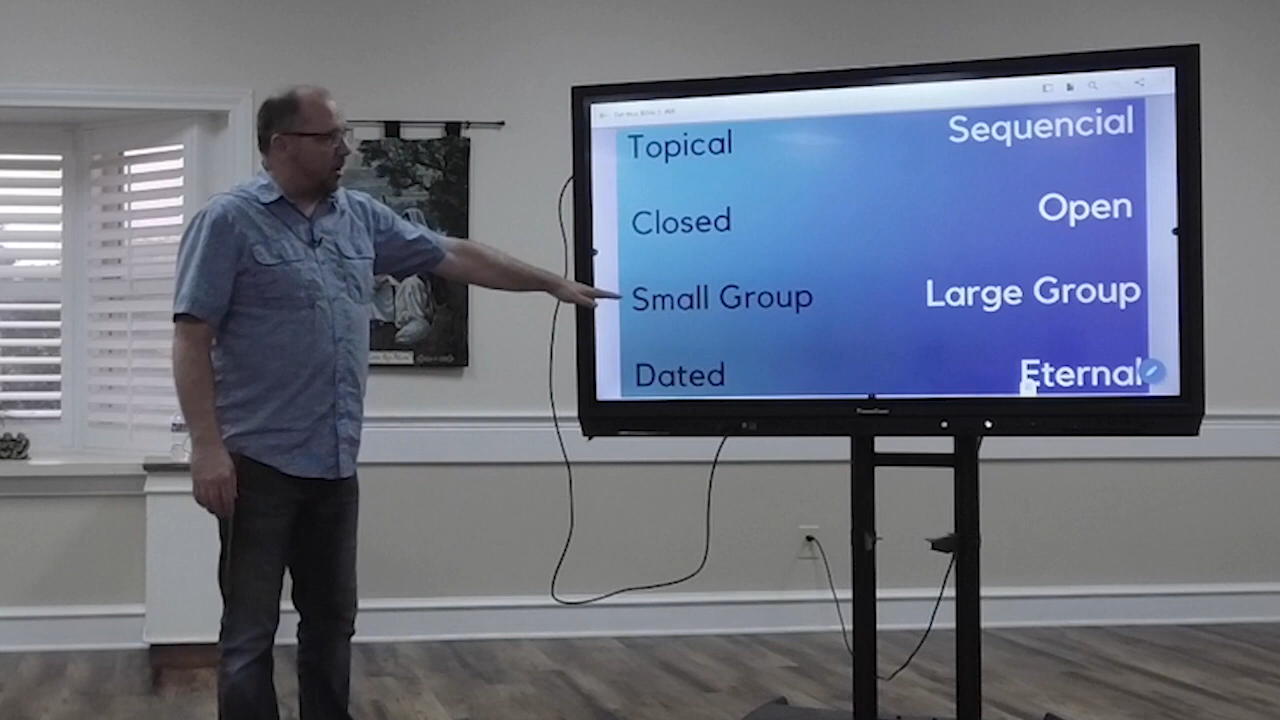 Topical Sequencial
Closed Open
Small Group Large Group
Dated Eternal